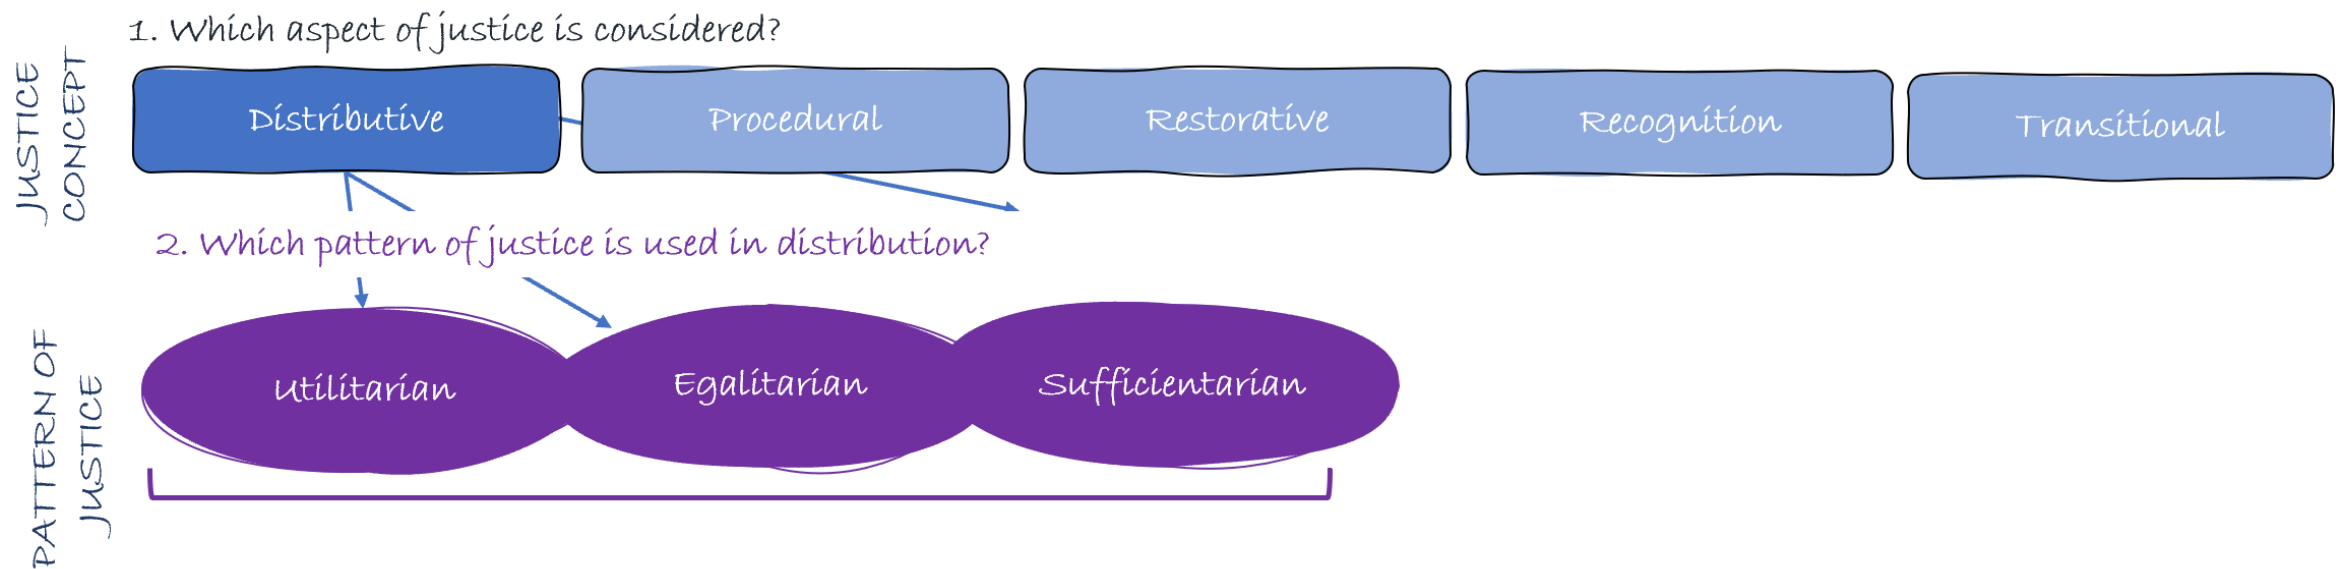 1. Which aspect of justice is considered?
JUSTICE
CONCEPT
Distributive
Procedural
Restorative
Recognition
Transitional
2. Which pattern of justice is used in distribution?
PATTERN OF
JUSTICE
Utilitarian
Egalitarian
Sufficientarian